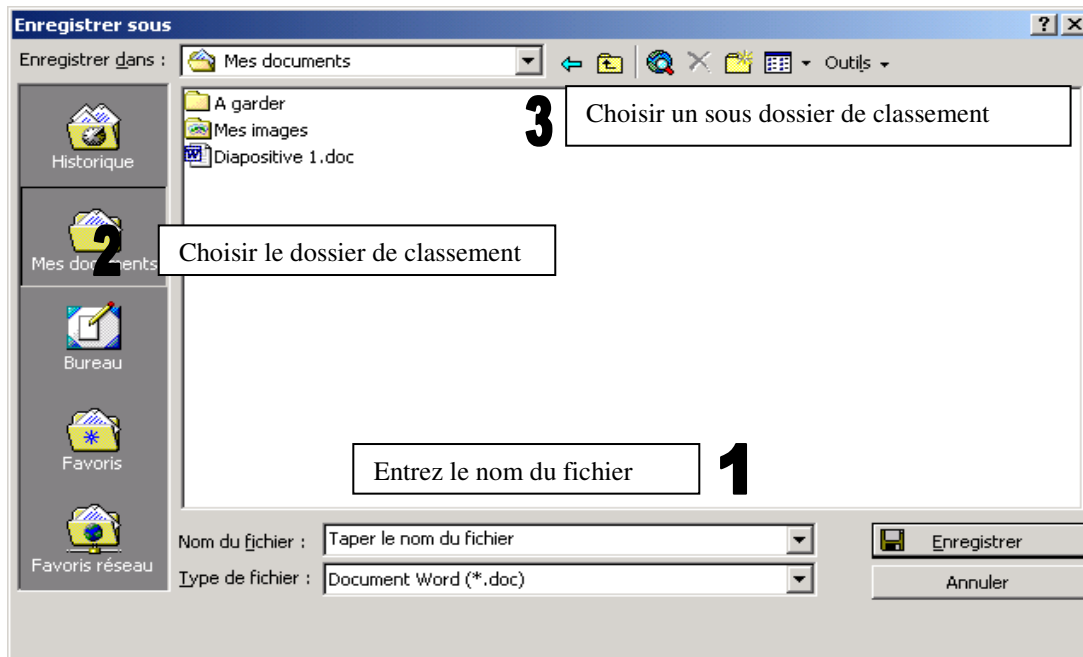 Enregistrer sous
Enregistrer dans : Mes documents Outils
A garder
Mes images
Diapositive 1.doc
3 Choisir un sous dossier de classement
Historique
Mes documents
2 Choisir le dossier de classement
Bureau
Favoris
Favoris réseau
Entrez le nom du fichier 1
Nom du fichier : Taper le nom du fichier Enregistrer
Type de fichier : Document Word (*.doc) Annuler